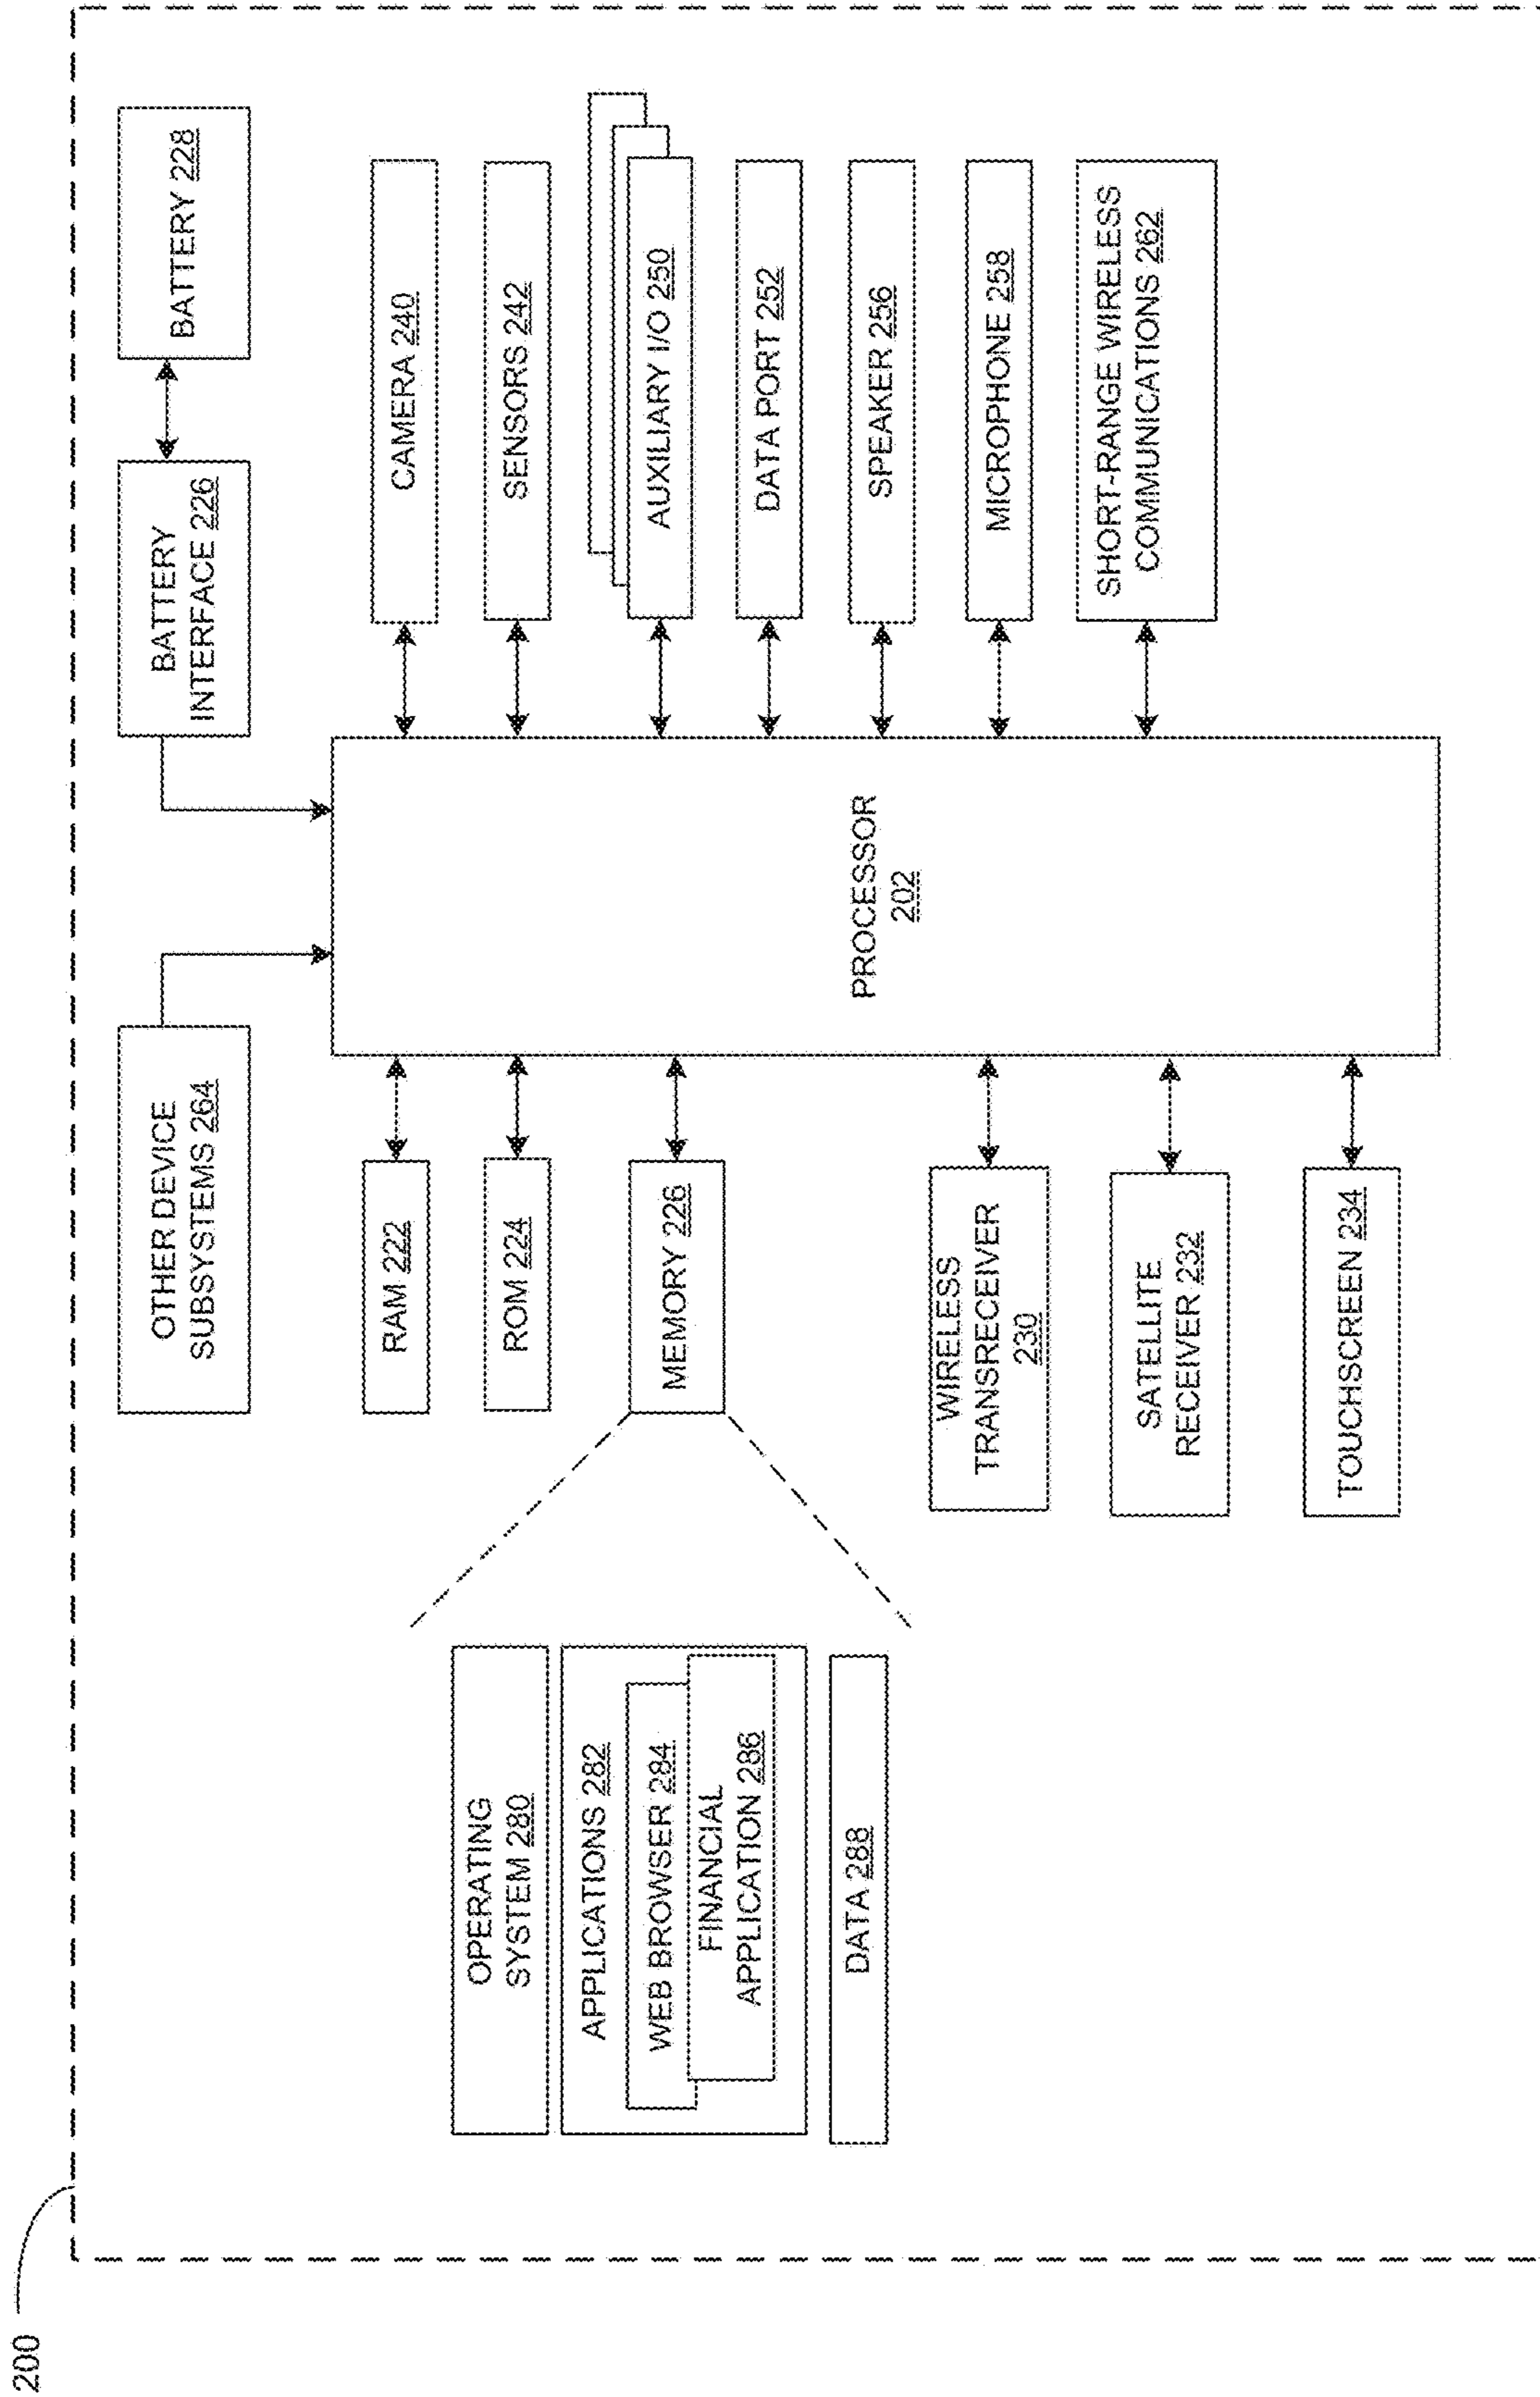 200
OTHER DEVICE
SUBSYSTEMS 264
BATTERY
INTERFACE 226
BATTERY 228
RAM 222
ROM 224
MEMORY 226
WIRELESS
TRANSRECEIVER
230
SATELLITE
RECEIVER 232
TOUCHSCREEN 234
OPERATING
SYSTEM 280
APPLICATIONS 282
WEB BROWSER 284
FINANCIAL
APPLICATION 286
DATA 288
PROCESSOR
202
CAMERA 240
SENSORS 242
AUXILIARY I/O 250
DATA PORT 252
SPEAKER 256
MICROPHONE 258
SHORT-RANGE WIRELESS
COMMUNICATIONS 262